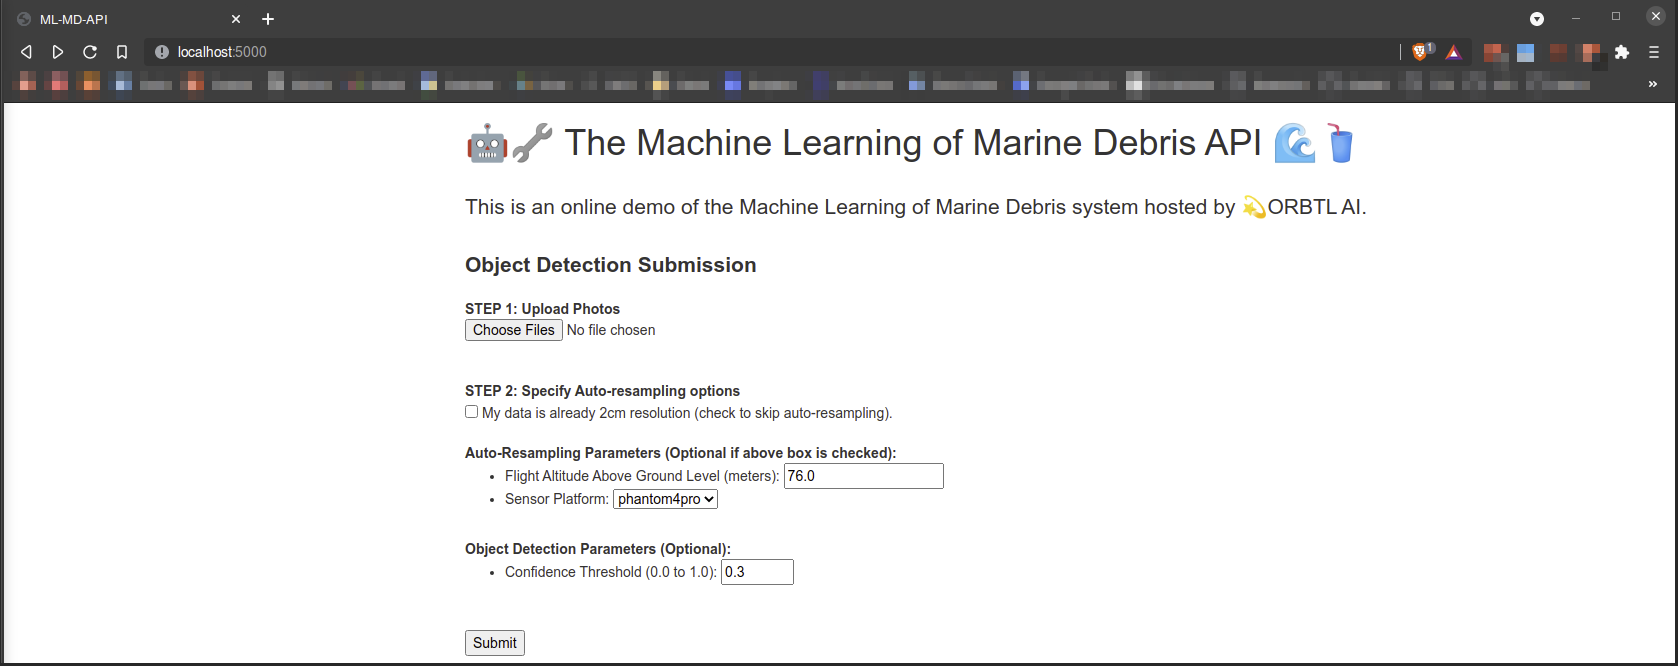 ML-MD-API
localhost:5000
1
The Machine Learning of Marine Debris API
This is an online demo of the Machine Learning of Marine Debris system hosted by 💫ORBTL AI.
Object Detection Submission
STEP 1: Upload Photos
Choose Files No file chosen
STEP 2: Specify Auto-resampling options
My data is already 2cm resolution (check to skip auto-resampling).
Auto-Resampling Parameters (Optional if above box is checked):
• Flight Altitude Above Ground Level (meters): 76.0
• Sensor Platform: phantom4pro
Object Detection Parameters (Optional):
• Confidence Threshold (0.0 to 1.0): 0.3
Submit